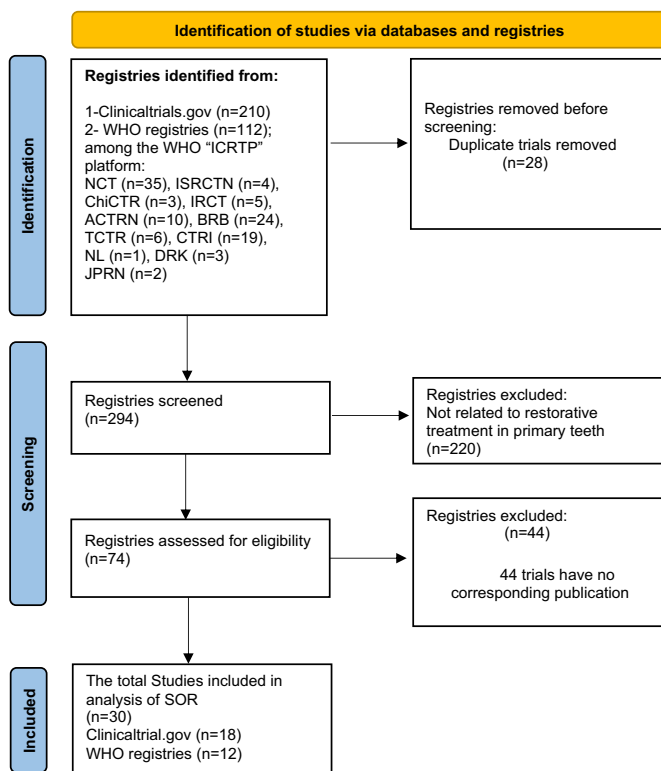 Identification of studies via databases and registries
Identification
Registries identified from:
1-Clinicaltrials.gov (n=210)
2- WHO registries (n=112);
among the WHO “ICRTP”
platform:
NCT (n=35), ISRCTN (n=4),
ChiCTR (n=3), IRCT (n=5),
ACTRN (n=10), BRB (n=24),
TCTR (n=6), CTRI (n=19),
NL (n=1), DRK (n=3)
JPRN (n=2)
Registries removed before
screening:
Duplicate trials removed
(n=28)
Screening
Registries screened
(n=294)
Registries excluded:
Not related to restorative
treatment in primary teeth
(n=220)
Registries assessed for eligibility
(n=74)
Registries excluded:
(n=44)
44 trials have no
corresponding publication
Included
The total Studies included in
analysis of SOR
(n=30)
Clinicaltrial.gov (n=18)
WHO registries (n=12)